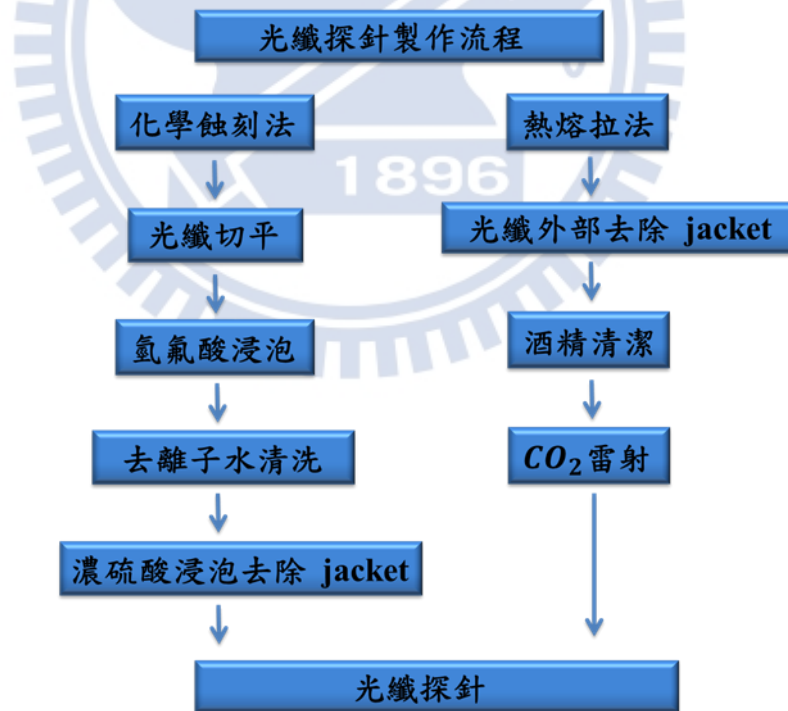 光纖探針製作流程
化學蝕刻法
熱熔拉法
1896
光纖切平
光纖外部去除 jacket
氫氟酸浸泡
酒精清潔
去離子水清洗
CO₂雷射
濃硫酸浸泡去除 jacket
光纖探針